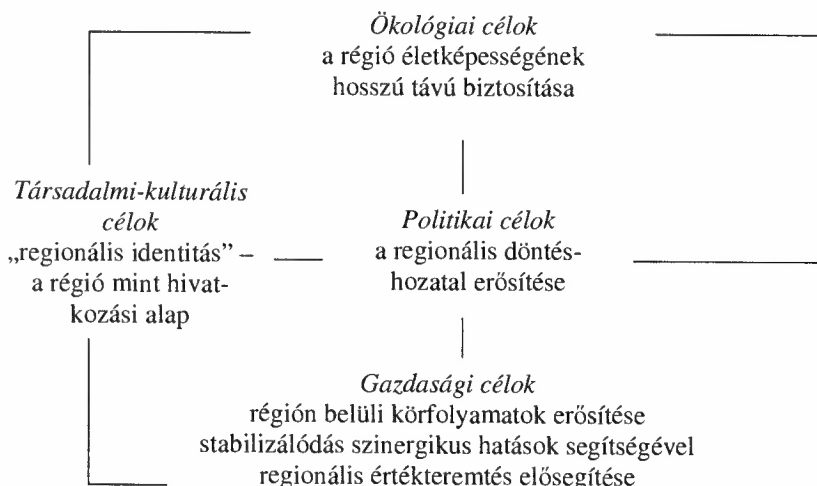 Ökológiai célok
a régió életképességének
hosszú távú biztosítása
Társadalmi-kulturális
célok
„regionális identitás” –
a régió mint hivat-
kozási alap
Politikai célok
a regionális döntés-
hozatal erősítése
Gazdasági célok
régión belüli körfolyamatok erősítése
stabilizálódás szinergikus hatások segítségével
regionális értékteremtés elősegítése